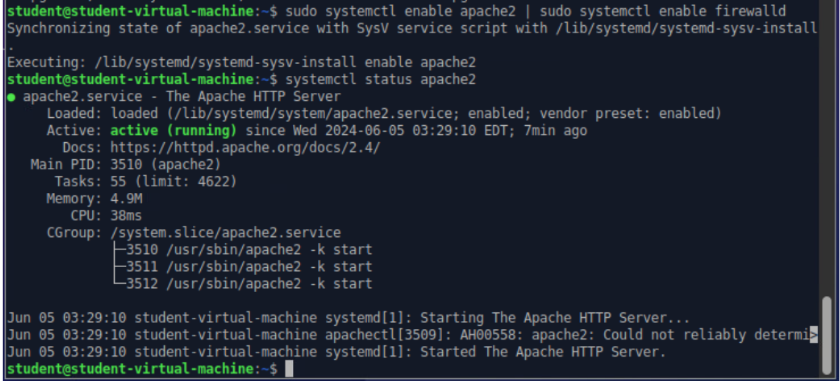 student@student-virtual-machine:~$ sudo systemctl enable apache2 | sudo systemctl enable firewalld
Synchronizing state of apache2.service with SysV service script with /lib/systemd/systemd-sysv-install
.
Executing: /lib/systemd/systemd-sysv-install enable apache2
student@student-virtual-machine:~$ systemctl status apache2
● apache2.service - The Apache HTTP Server
     Loaded: loaded (/lib/systemd/system/apache2.service; enabled; vendor preset: enabled)
     Active: active (running) since Wed 2024-06-05 03:29:10 EDT; 7min ago
       Docs: https://httpd.apache.org/docs/2.4/
   Main PID: 3510 (apache2)
      Tasks: 55 (limit: 4622)
     Memory: 4.9M
        CPU: 38ms
     CGroup: /system.slice/apache2.service
             ├─3510 /usr/sbin/apache2 -k start
             ├─3511 /usr/sbin/apache2 -k start
             └─3512 /usr/sbin/apache2 -k start
Jun 05 03:29:10 student-virtual-machine systemd[1]: Starting The Apache HTTP Server...
Jun 05 03:29:10 student-virtual-machine apachectl[3509]: AH00558: apache2: Could not reliably determi>
Jun 05 03:29:10 student-virtual-machine systemd[1]: Started The Apache HTTP Server.
student@student-virtual-machine:~$